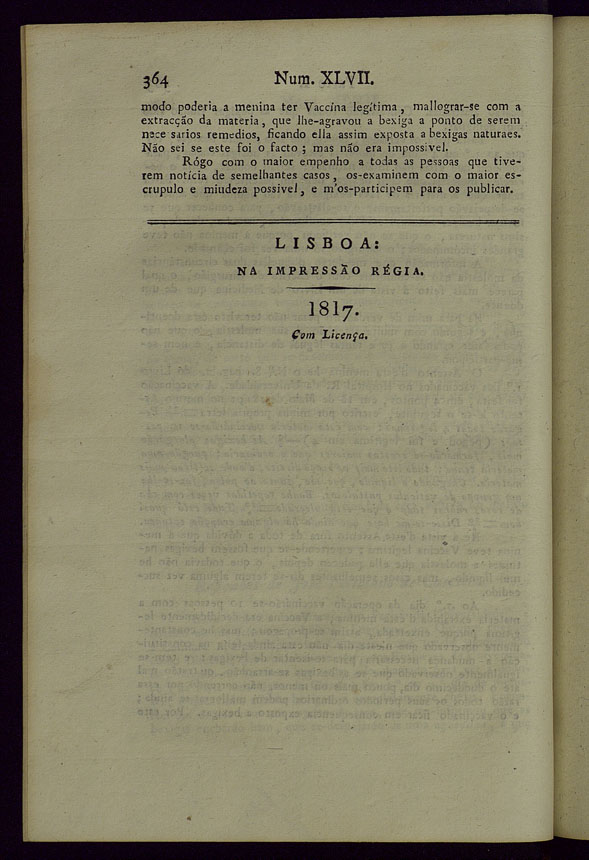 364 Num. XLVII.
modo poderia a menina ter Vaccina legítima, mallograr-se com a
extracção da materia, que lhe-agravou a bexiga a ponto de serem
nece sarios remedios, ficando ella assim exposta a bexigas naturaes.
Não sei se este foi o facto; mas não era impossivel.
Rógo com o maior empenho a todas as pessoas que tive-
rem notícia de semelhantes casos, os-examinem com o maior es-
crupulo e miudeza possivel, e m'os-partícipem para os publicar.
LISBOA:
NA IMPRESSÃO RÉGIA.
1817.
Com Licença.